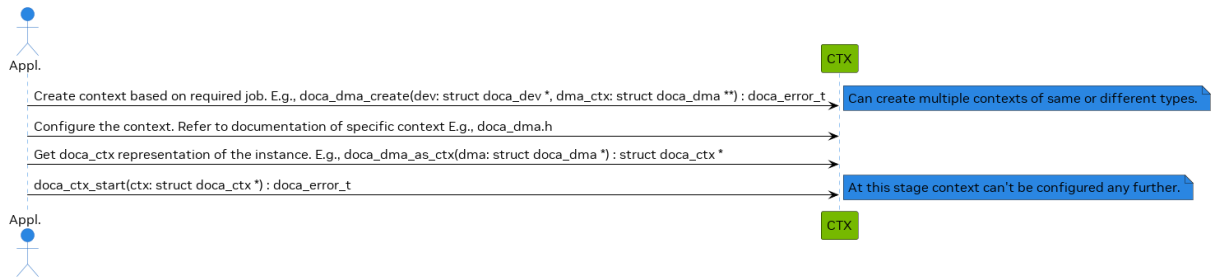 Appl.
CTX
Create context based on required job. E.g., doca_dma_create(dev: struct doca_dev *, dma_ctx: struct doca_dma **) : doca_error_t
Can create multiple contexts of same or different types.
Configure the context. Refer to documentation of specific context E.g., doca_dma.h
Get doca_ctx representation of the instance. E.g., doca_dma_as_ctx(dma: struct doca_dma *) : struct doca_ctx *
doca_ctx_start(ctx: struct doca_ctx *) : doca_error_t
At this stage context can't be configured any further.
Appl.
CTX